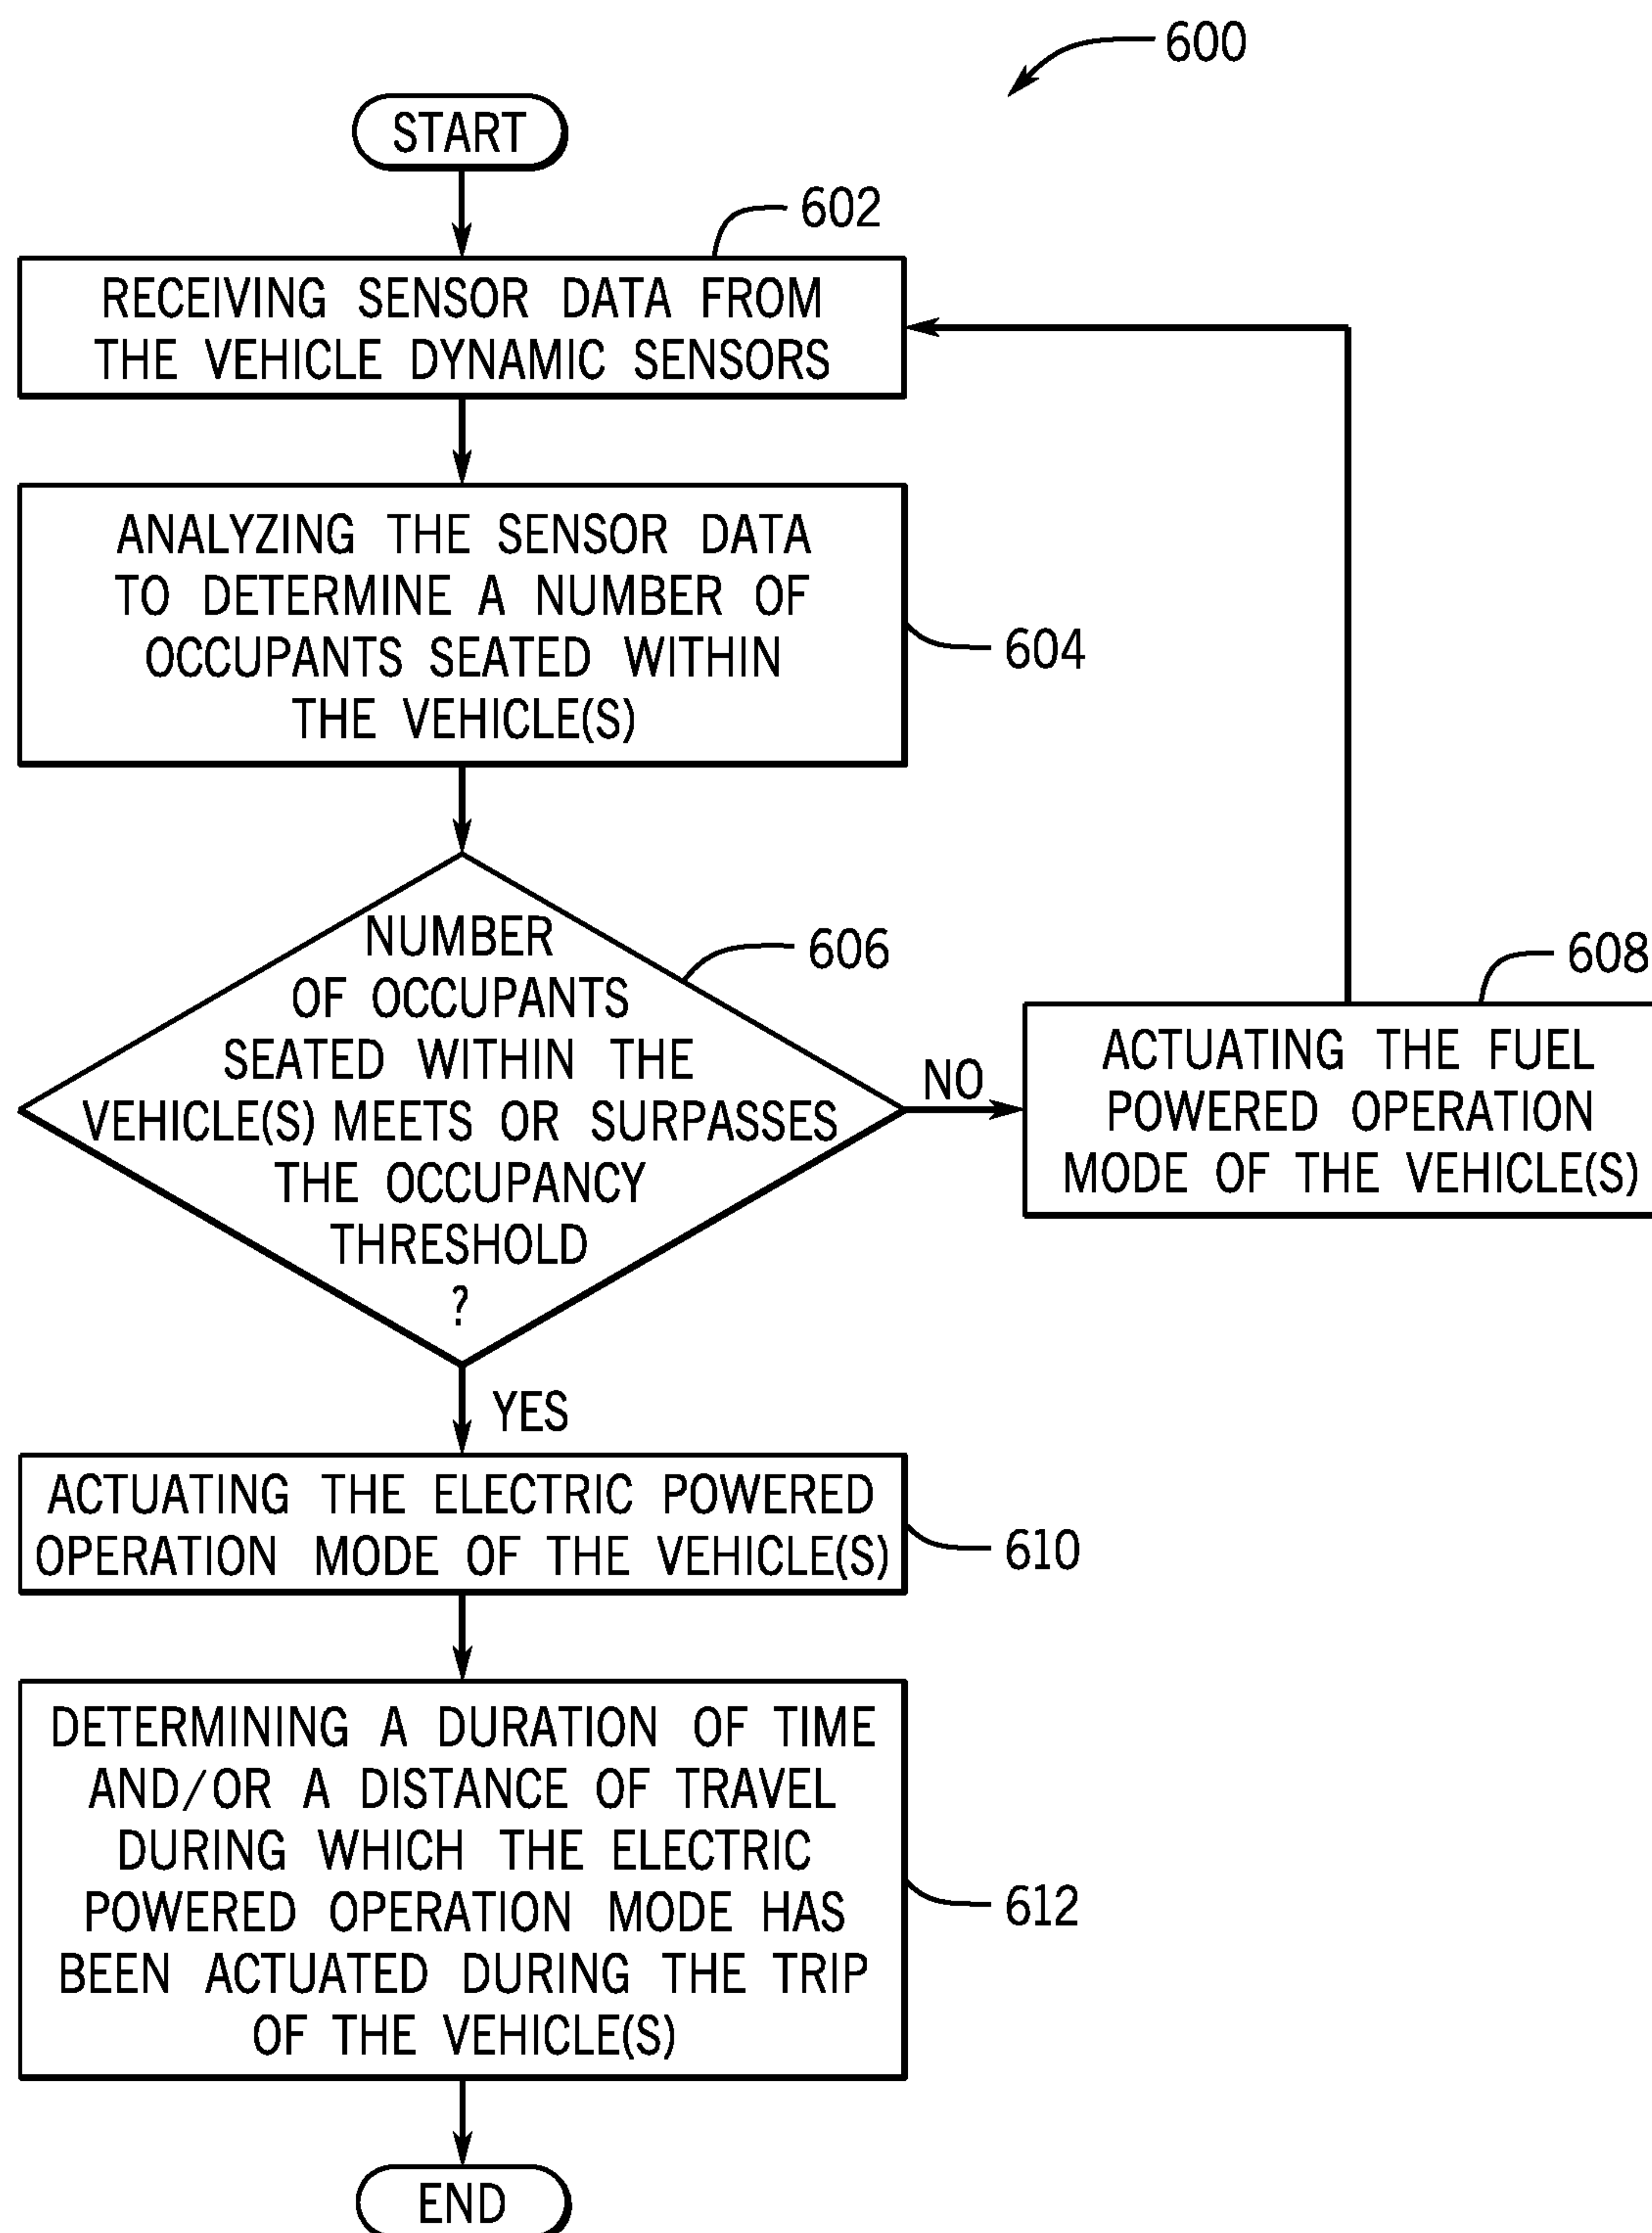 600
START
602
RECEIVING SENSOR DATA FROM
THE VEHICLE DYNAMIC SENSORS
ANALYZING THE SENSOR DATA
TO DETERMINE A NUMBER OF
OCCUPANTS SEATED WITHIN
THE VEHICLE(S)
604
NUMBER
OF OCCUPANTS
SEATED WITHIN THE
VEHICLE(S) MEETS OR SURPASSES
THE OCCUPANCY
THRESHOLD
?
606
NO
608
ACTUATING THE FUEL
POWERED OPERATION
MODE OF THE VEHICLE(S)
YES
ACTUATING THE ELECTRIC POWERED
OPERATION MODE OF THE VEHICLE(S)
610
DETERMINING A DURATION OF TIME
AND/OR A DISTANCE OF TRAVEL
DURING WHICH THE ELECTRIC
POWERED OPERATION MODE HAS
BEEN ACTUATED DURING THE TRIP
OF THE VEHICLE(S)
612
END